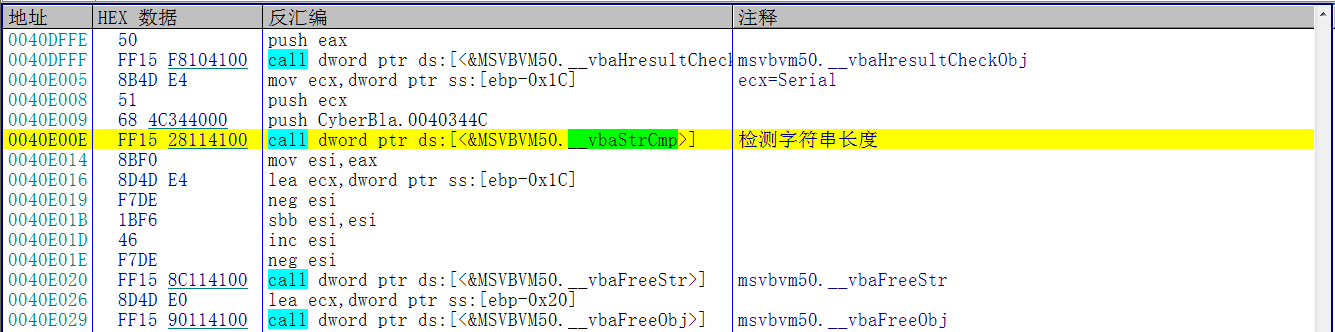 地址 HEX 数据 反汇编 注释
0040DFFE 50 push eax
0040DFFF FF15 F8104100 call dword ptr ds:[<&MSVBVM50.__vbaHresultCheck msvbvm50.__vbaHresultCheckObj
0040E005 8B4D E4 mov ecx,dword ptr ss:[ebp-0x1C] ecx=Serial
0040E008 51 push ecx
0040E009 68 4C344000 push CyberBla.0040344C
0040E00E FF15 28114100 call dword ptr ds:[<&MSVBVM50.__vbaStrCmp>] 检测字符串长度
0040E014 8BF0 mov esi,eax
0040E016 8D4D E4 lea ecx,dword ptr ss:[ebp-0x1C]
0040E019 F7DE neg esi
0040E01B 1BF6 sbb esi,esi
0040E01D 46 inc esi
0040E01E F7DE neg esi
0040E020 FF15 8C114100 call dword ptr ds:[<&MSVBVM50.__vbaFreeStr>] msvbvm50.__vbaFreeStr
0040E026 8D4D E0 lea ecx,dword ptr ss:[ebp-0x20]
0040E029 FF15 90114100 call dword ptr ds:[<&MSVBVM50.__vbaFreeObj>] msvbvm50.__vbaFreeObj